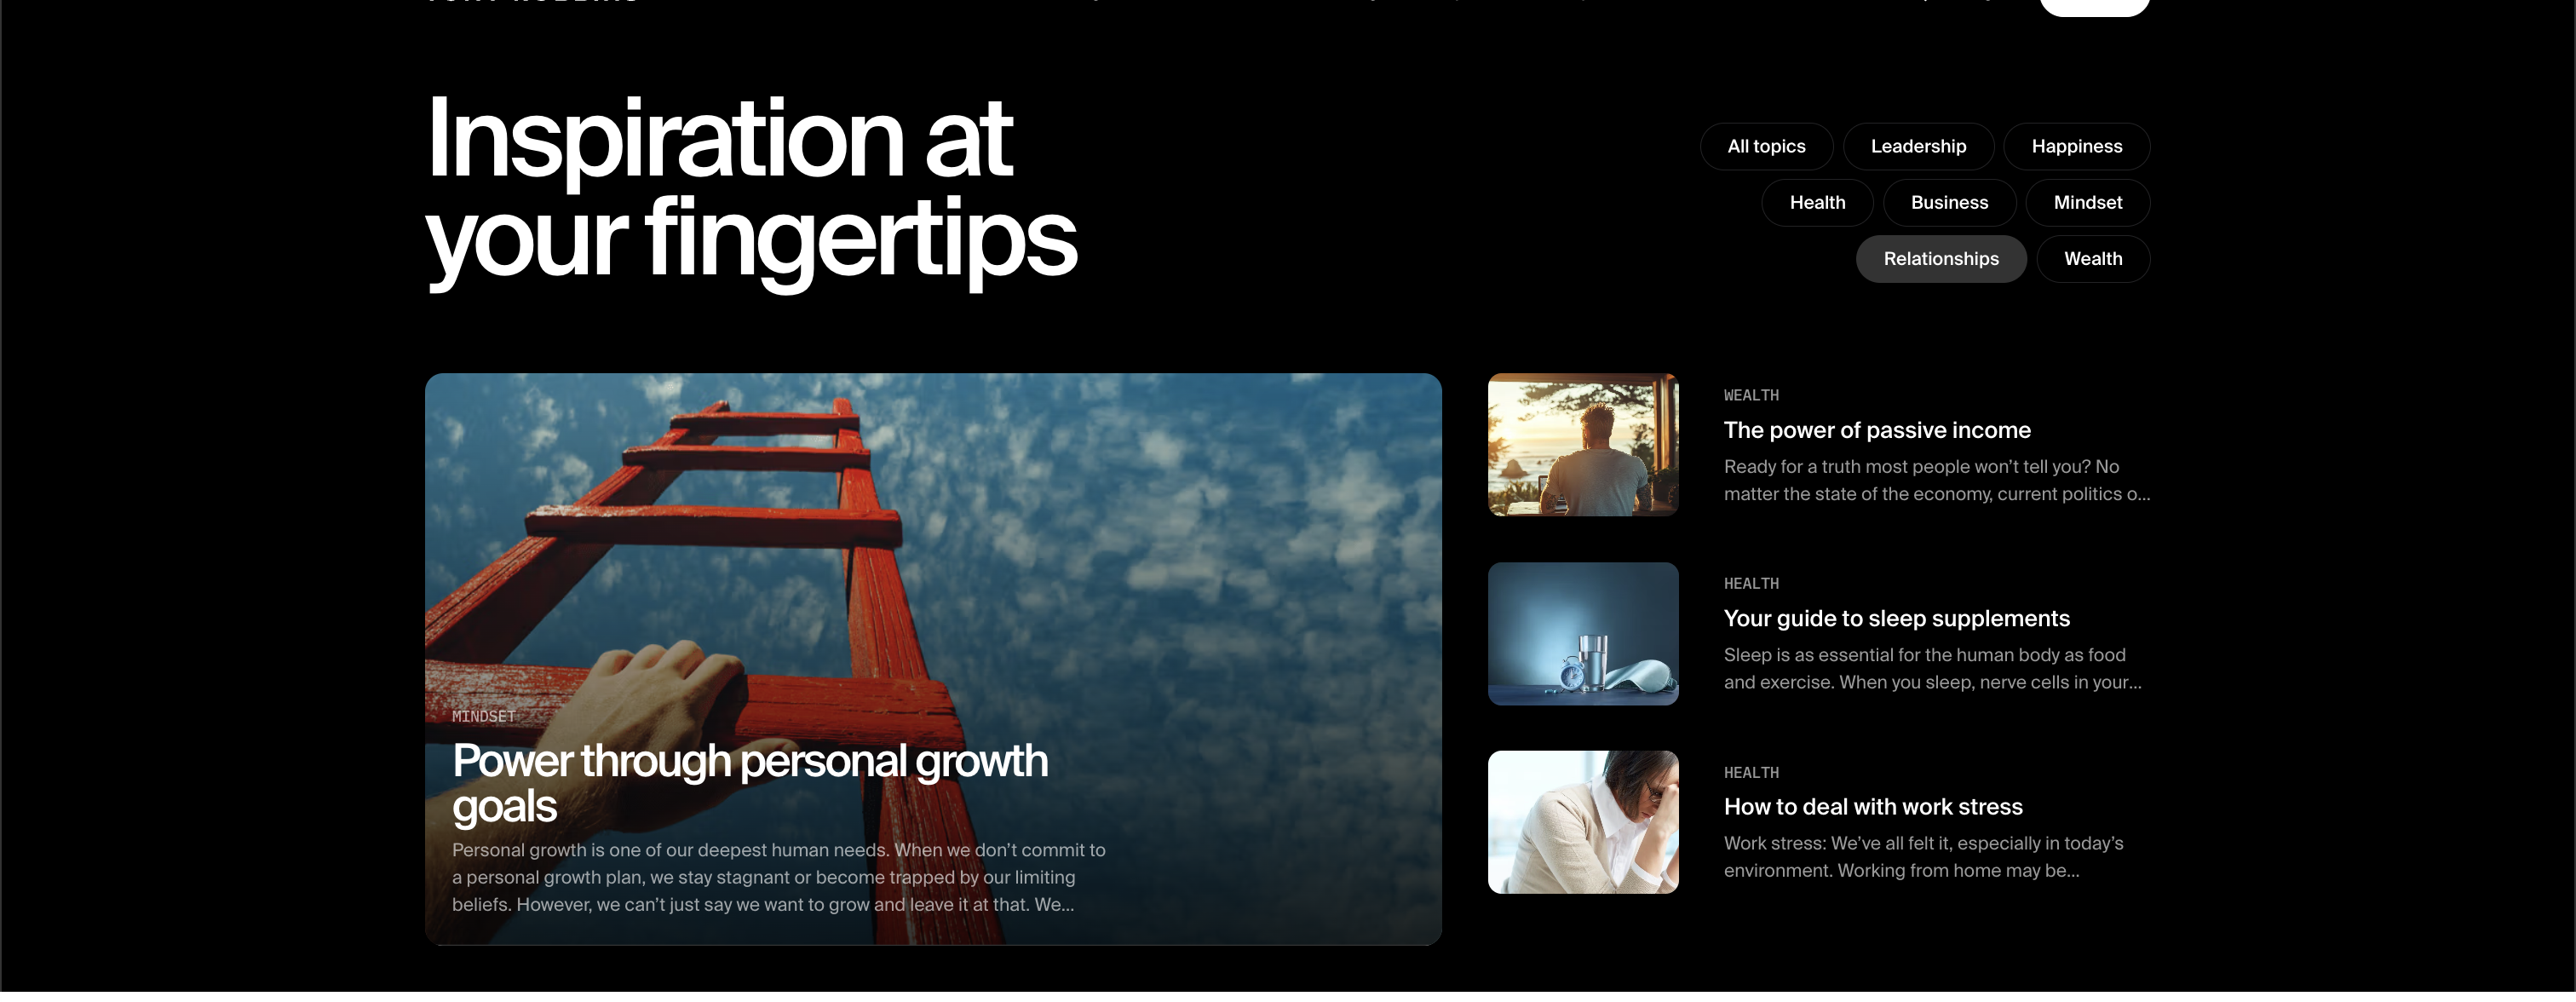 Inspiration at
your fingertips
All topics
Leadership
Happiness
Health
Business
Mindset
Relationships
Wealth
MINDSET
Power through personal growth
goals
Personal growth is one of our deepest human needs. When we don’t commit to
a personal growth plan, we stay stagnant or become trapped by our limiting
beliefs. However, we can’t just say we want to grow and leave it at that. We...
WEALTH
The power of passive income
Ready for a truth most people won’t tell you? No
matter the state of the economy, current politics o...
HEALTH
Your guide to sleep supplements
Sleep is as essential for the human body as food
and exercise. When you sleep, nerve cells in your...
HEALTH
How to deal with work stress
Work stress: We’ve all felt it, especially in today’s
environment. Working from home may be...